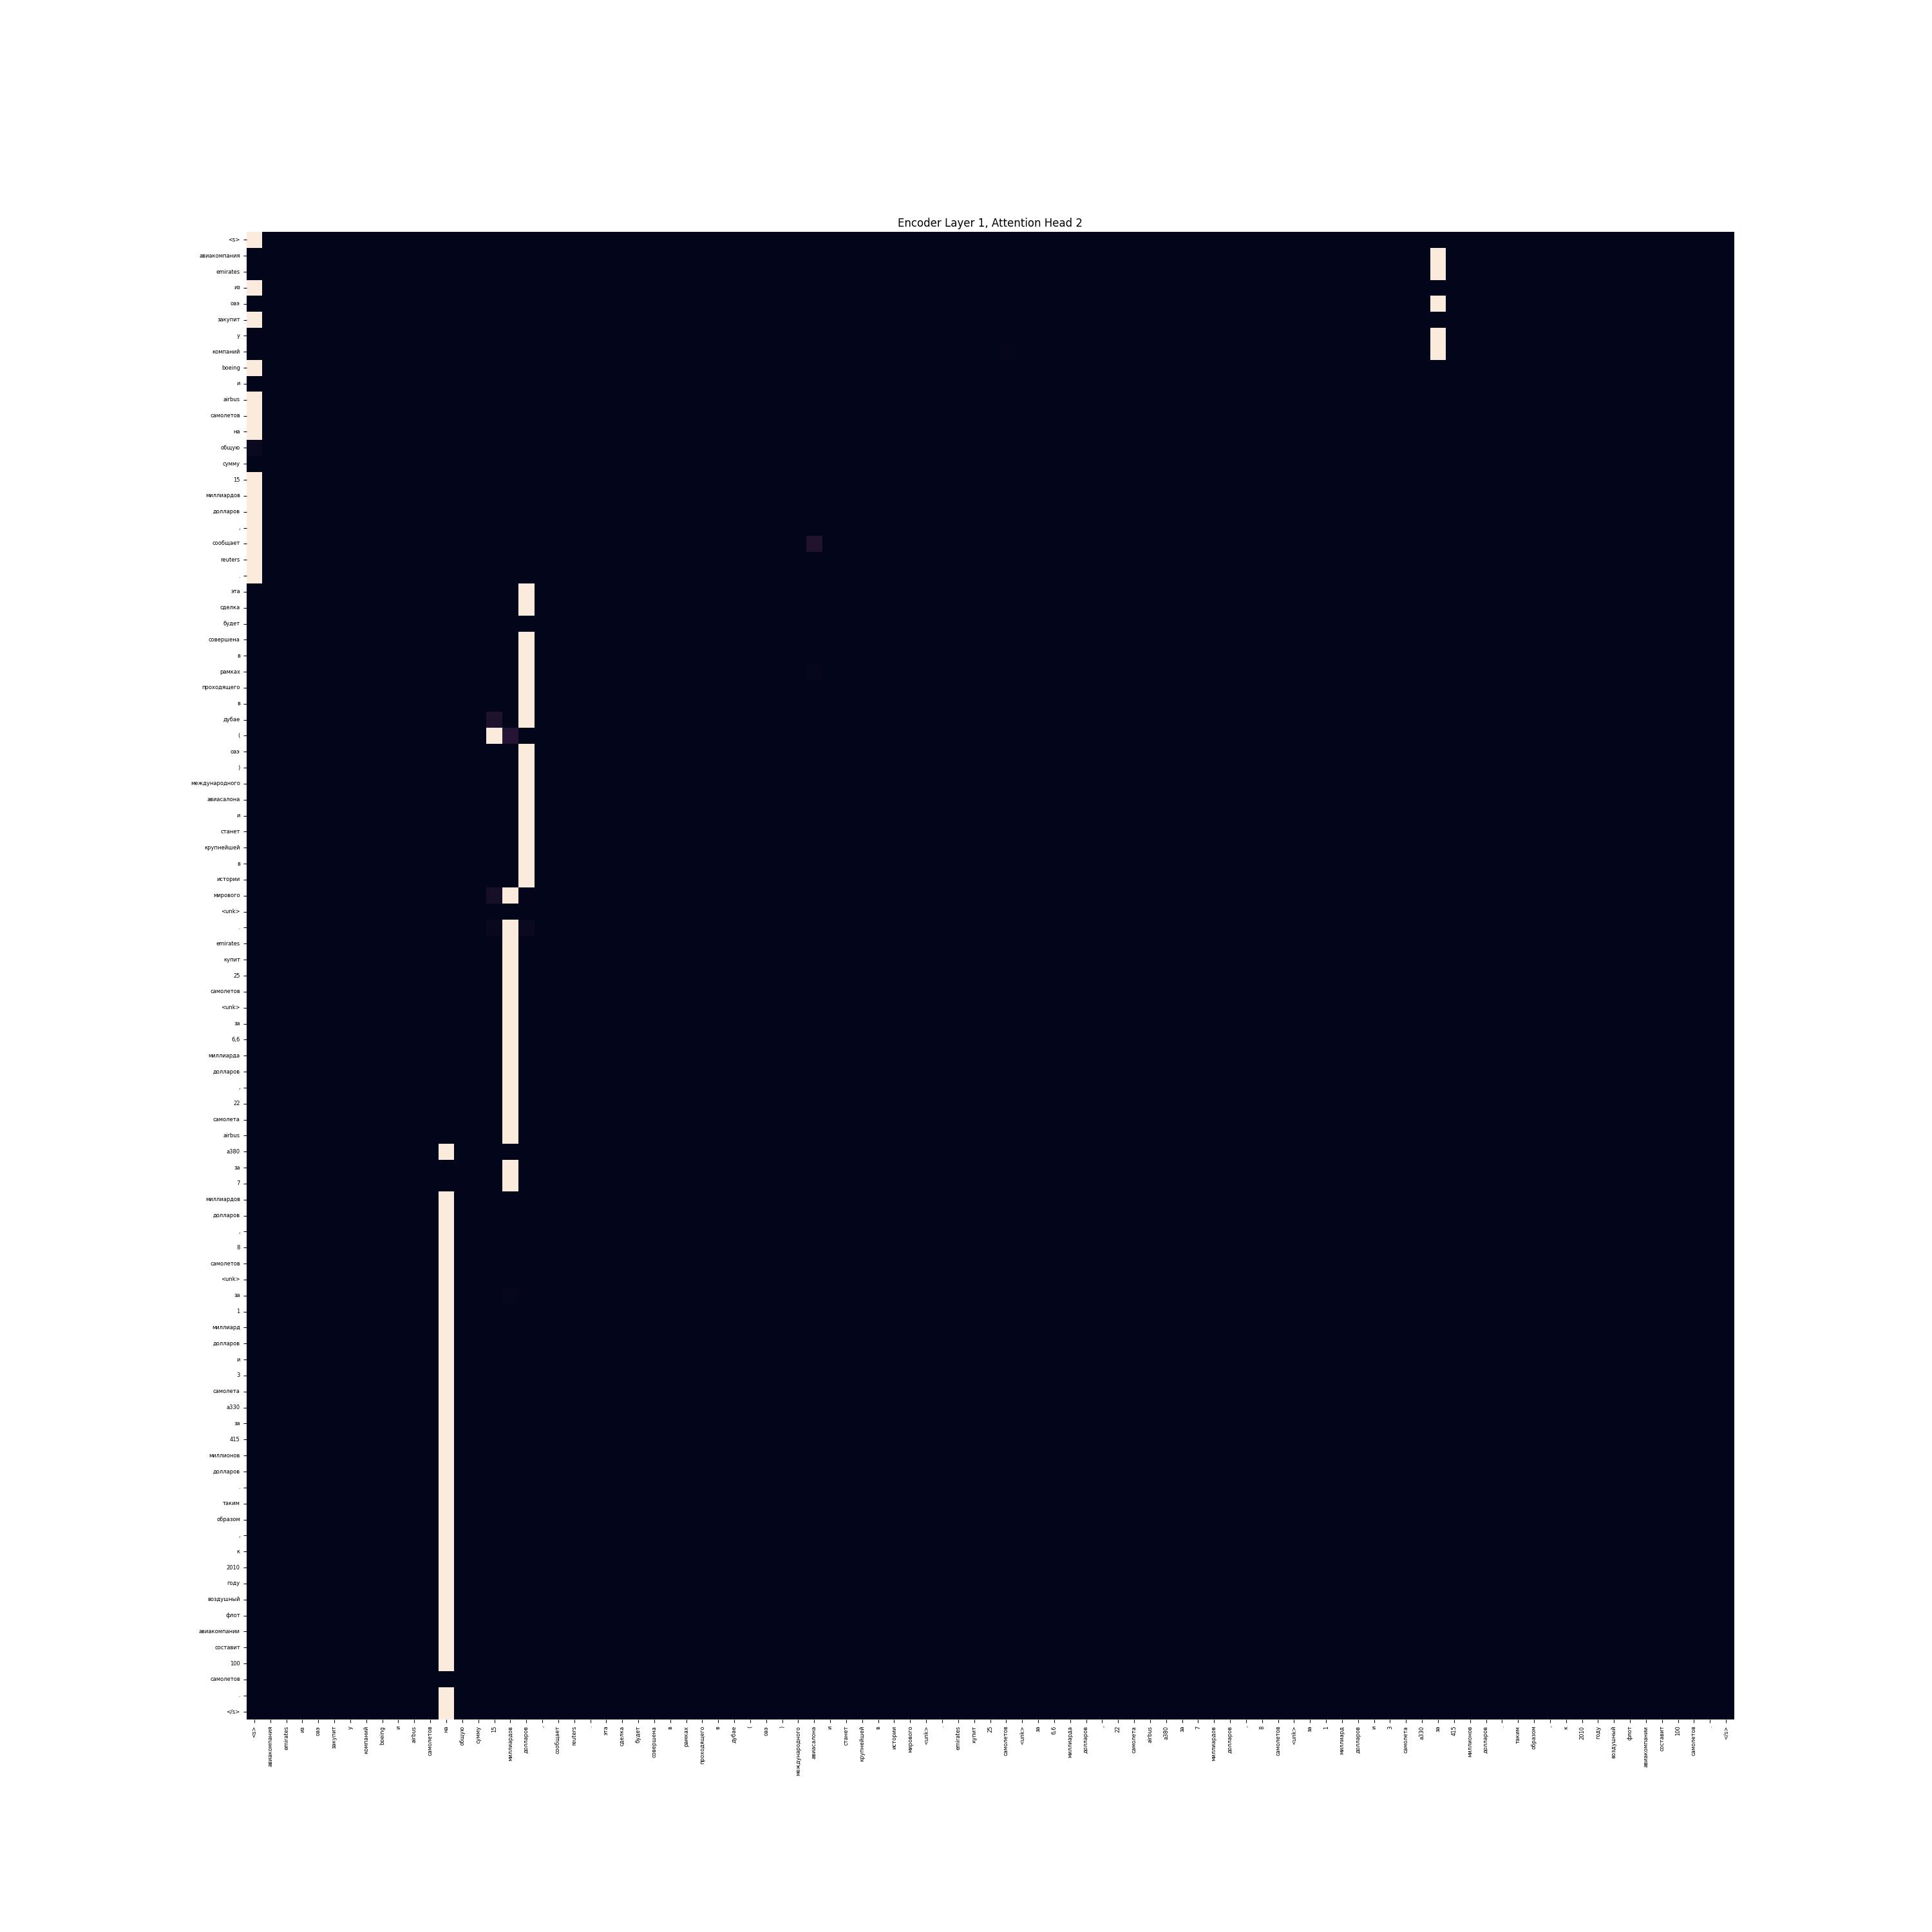 Encoder Layer 1, Attention Head 2
<s>
авиакомпания
emirates
из
оаэ
закупит
у
компаний
boeing
и
airbus
самолетов
на
общую
сумму
15
миллиардов
долларов
,
сообщает
reuters
.
эта
сделка
будет
совершена
в
рамках
проходящего
в
дубае
(
оаэ
)
международного
авиасалона
и
станет
крупнейшей
в
истории
мирового
<unk>
.
emirates
купит
25
самолетов
<unk>
за
6,6
миллиарда
долларов
,
22
самолета
airbus
a380
за
7
миллиардов
долларов
,
8
самолетов
<unk>
за
1
миллиард
долларов
и
3
самолета
a330
за
415
миллионов
долларов
.
таким
образом
,
к
2010
году
воздушный
флот
авиакомпании
составит
100
самолетов
.
</s>
<s> авиакомпания emirates из оаэ закупит у компаний boeing и airbus самолетов на общую сумму 15 миллиардов долларов , сообщает reuters . эта сделка будет совершена в рамках проходящего в дубае ( оаэ ) международного авиасалона и станет крупнейшей в истории мирового <unk> . emirates купит 25 самолетов <unk> за 6,6 миллиарда долларов , 22 самолета airbus a380 за 7 миллиардов долларов , 8 самолетов <unk> за 1 миллиард долларов и 3 самолета a330 за 415 миллионов долларов . таким образом , к 2010 году воздушный флот авиакомпании составит 100 самолетов . </s>